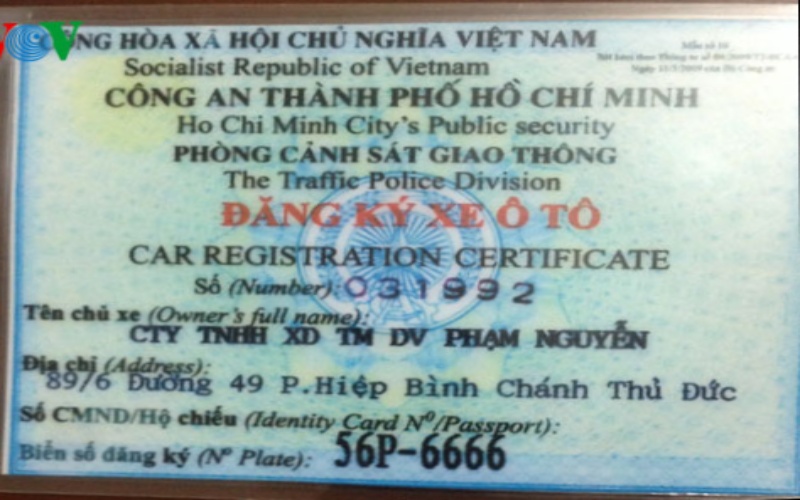 CỘNG HÒA XÃ HỘI CHỦ NGHĨA VIỆT NAM
Mẫu số
Socialist Republic of Vietnam
CÔNG AN THÀNH PHỐ HỒ CHÍ MINH
Ho Chi Minh City's Public security
PHÒNG CẢNH SÁT GIAO THÔNG
The Traffic Police Division
ĐĂNG KÝ XE Ô TÔ
CAR REGISTRATION CERTIFICATE
Số (Number): 031992
Tên chủ xe (Owner's full name):
CTY TNHH XD TM DV PHẠM NGUYỄN
Địa chỉ (Address):
89/6 Đường 49 P.Hiệp Bình Chánh Thủ Đức
Số CMND/Hộ chiếu (Identity Card Nº/Passport):
Biển số đăng ký (Nº Plate): 56P-6666